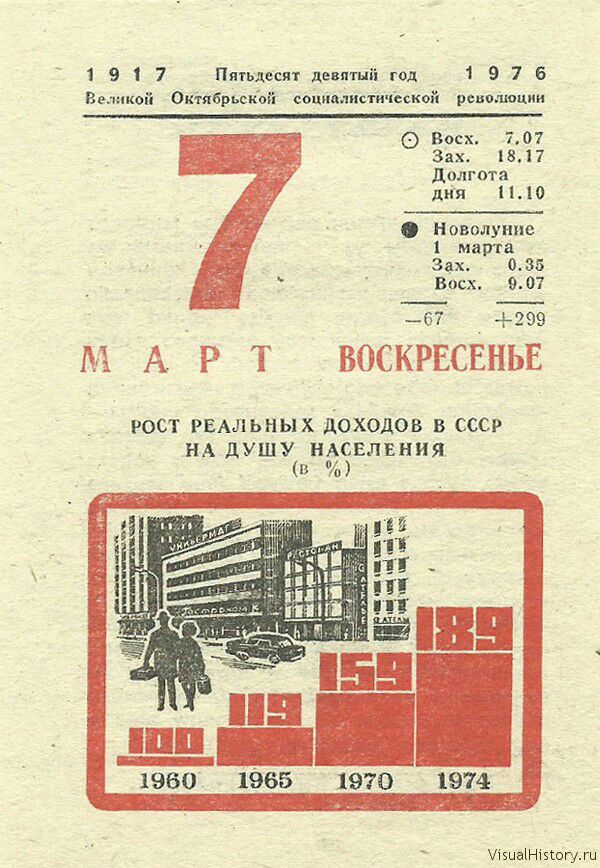 1917 Пятьдесят девятый год 1976
Великой Октябрьской социалистической революции
7
Восх. 7.07
Зах. 18.17
Долгота
дня 11.10
Новолуние
1 марта
Зах. 0.35
Восх. 9.07
—67 +299
МАРТ ВОСКРЕСЕНЬЕ
РОСТ РЕАЛЬНЫХ ДОХОДОВ В СССР
НА ДУШУ НАСЕЛЕНИЯ
(в %)
УНИВЕРМАГ
РЕСТОРАН
Гастроном
АТЕЛЬЕ
189
159
119
100
1960 1965 1970 1974
VisualHistory.ru